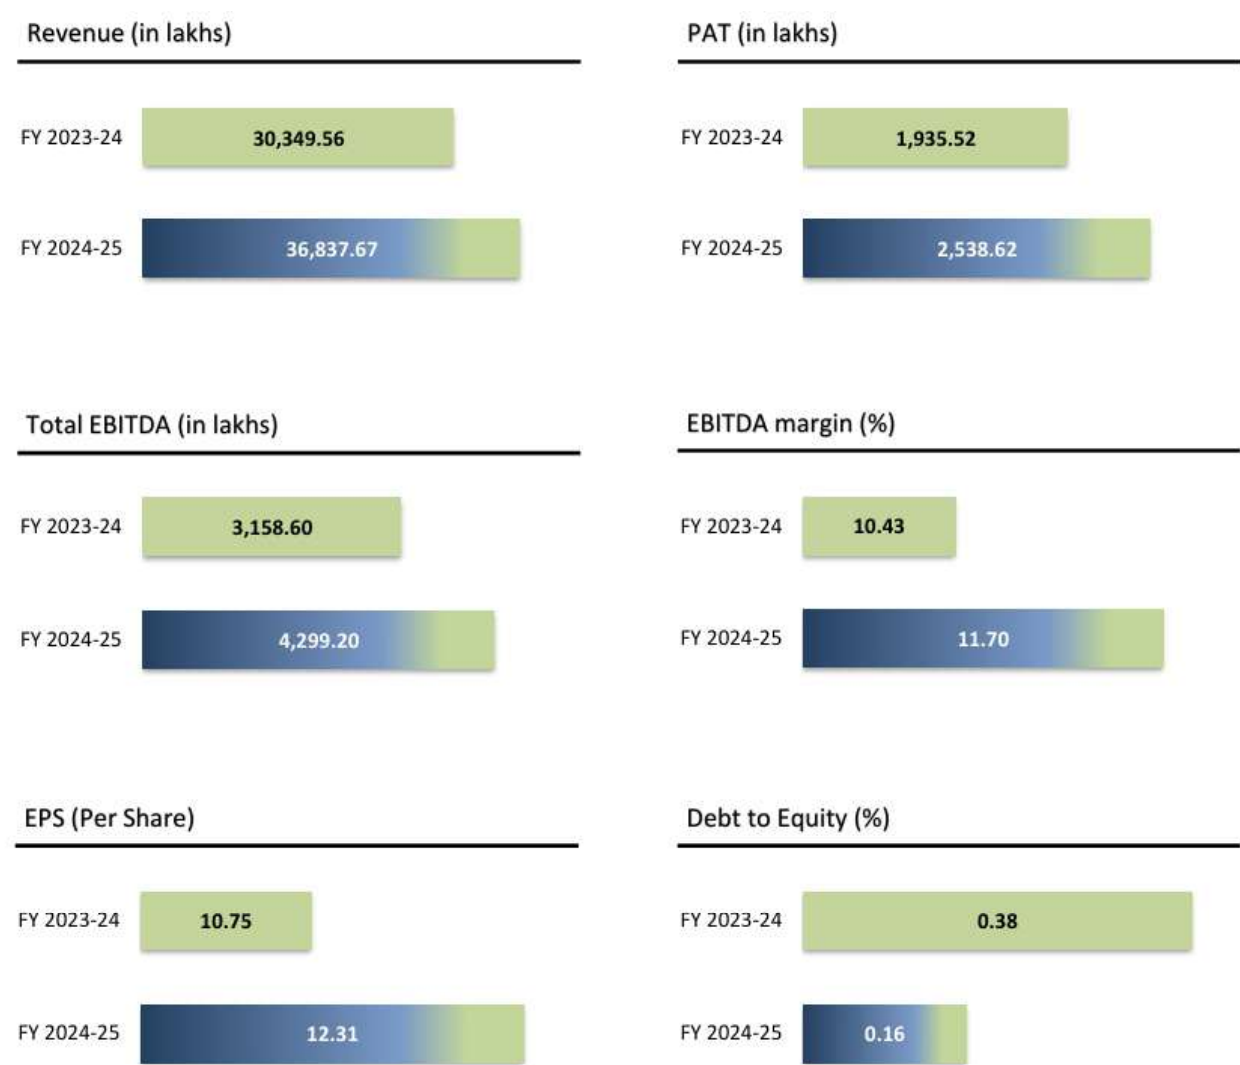 Revenue (in lakhs)
FY 2023-24
30,349.56
FY 2024-25
36,837.67
PAT (in lakhs)
FY 2023-24
1,935.52
FY 2024-25
2,538.62
Total EBITDA (in lakhs)
FY 2023-24
3,158.60
FY 2024-25
4,299.20
EBITDA margin (%)
FY 2023-24
10.43
FY 2024-25
11.70
EPS (Per Share)
FY 2023-24
10.75
FY 2024-25
12.31
Debt to Equity (%)
FY 2023-24
0.38
FY 2024-25
0.16